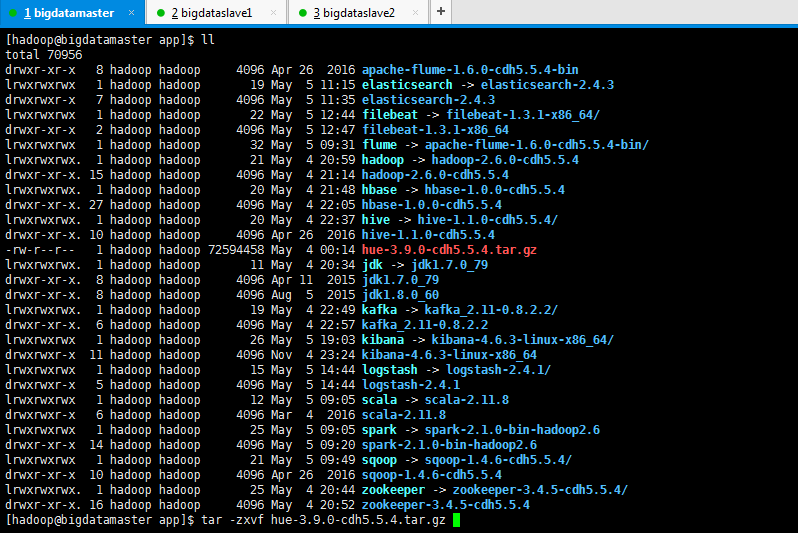 1 bigdatamaster × 2 bigdataslave1 × 3 bigdataslave2 × +
[hadoop@bigdatamaster app]$ ll
total 70956
drwxr-xr-x   8 hadoop hadoop     4096 Apr 26  2016 apache-flume-1.6.0-cdh5.5.4-bin
lrwxrwxrwx   1 hadoop hadoop       19 May  5 11:15 elasticsearch -> elasticsearch-2.4.3
drwxrwxr-x   7 hadoop hadoop     4096 May  5 11:35 elasticsearch-2.4.3
lrwxrwxrwx   1 hadoop hadoop       22 May  5 12:44 filebeat -> filebeat-1.3.1-x86_64/
drwxr-xr-x   2 hadoop hadoop     4096 May  5 12:47 filebeat-1.3.1-x86_64
lrwxrwxrwx   1 hadoop hadoop       32 May  5 09:31 flume -> apache-flume-1.6.0-cdh5.5.4-bin/
lrwxrwxrwx.  1 hadoop hadoop       21 May  4 20:59 hadoop -> hadoop-2.6.0-cdh5.5.4
drwxr-xr-x. 15 hadoop hadoop     4096 May  4 21:14 hadoop-2.6.0-cdh5.5.4
lrwxrwxrwx.  1 hadoop hadoop       20 May  4 21:48 hbase -> hbase-1.0.0-cdh5.5.4
drwxr-xr-x. 27 hadoop hadoop     4096 May  4 22:05 hbase-1.0.0-cdh5.5.4
lrwxrwxrwx.  1 hadoop hadoop       20 May  4 22:37 hive -> hive-1.1.0-cdh5.5.4/
drwxr-xr-x. 10 hadoop hadoop     4096 Apr 26  2016 hive-1.1.0-cdh5.5.4
-rw-r--r--   1 hadoop hadoop 72594458 May  4 00:14 hue-3.9.0-cdh5.5.4.tar.gz
lrwxrwxrwx.  1 hadoop hadoop       11 May  4 20:34 jdk -> jdk1.7.0_79
drwxr-xr-x.  8 hadoop hadoop     4096 Apr 11  2015 jdk1.7.0_79
drwxr-xr-x.  8 hadoop hadoop     4096 Aug  5  2015 jdk1.8.0_60
lrwxrwxrwx.  1 hadoop hadoop       19 May  4 22:49 kafka -> kafka_2.11-0.8.2.2/
drwxr-xr-x.  6 hadoop hadoop     4096 May  4 22:57 kafka_2.11-0.8.2.2
lrwxrwxrwx   1 hadoop hadoop       26 May  5 19:03 kibana -> kibana-4.6.3-linux-x86_64/
drwxrwxr-x  11 hadoop hadoop     4096 Nov  4 23:24 kibana-4.6.3-linux-x86_64
lrwxrwxrwx   1 hadoop hadoop       15 May  5 14:44 logstash -> logstash-2.4.1/
drwxrwxr-x   5 hadoop hadoop     4096 May  5 14:44 logstash-2.4.1
lrwxrwxrwx   1 hadoop hadoop       12 May  5 09:05 scala -> scala-2.11.8
drwxrwxr-x   6 hadoop hadoop     4096 Mar  4  2016 scala-2.11.8
lrwxrwxrwx   1 hadoop hadoop       25 May  5 09:05 spark -> spark-2.1.0-bin-hadoop2.6
drwxr-xr-x  14 hadoop hadoop     4096 May  5 09:20 spark-2.1.0-bin-hadoop2.6
lrwxrwxrwx   1 hadoop hadoop       21 May  5 09:49 sqoop -> sqoop-1.4.6-cdh5.5.4/
drwxr-xr-x  10 hadoop hadoop     4096 Apr 26  2016 sqoop-1.4.6-cdh5.5.4
lrwxrwxrwx.  1 hadoop hadoop       25 May  4 20:44 zookeeper -> zookeeper-3.4.5-cdh5.5.4/
drwxr-xr-x. 16 hadoop hadoop     4096 May  4 20:52 zookeeper-3.4.5-cdh5.5.4
[hadoop@bigdatamaster app]$ tar -zxvf hue-3.9.0-cdh5.5.4.tar.gz